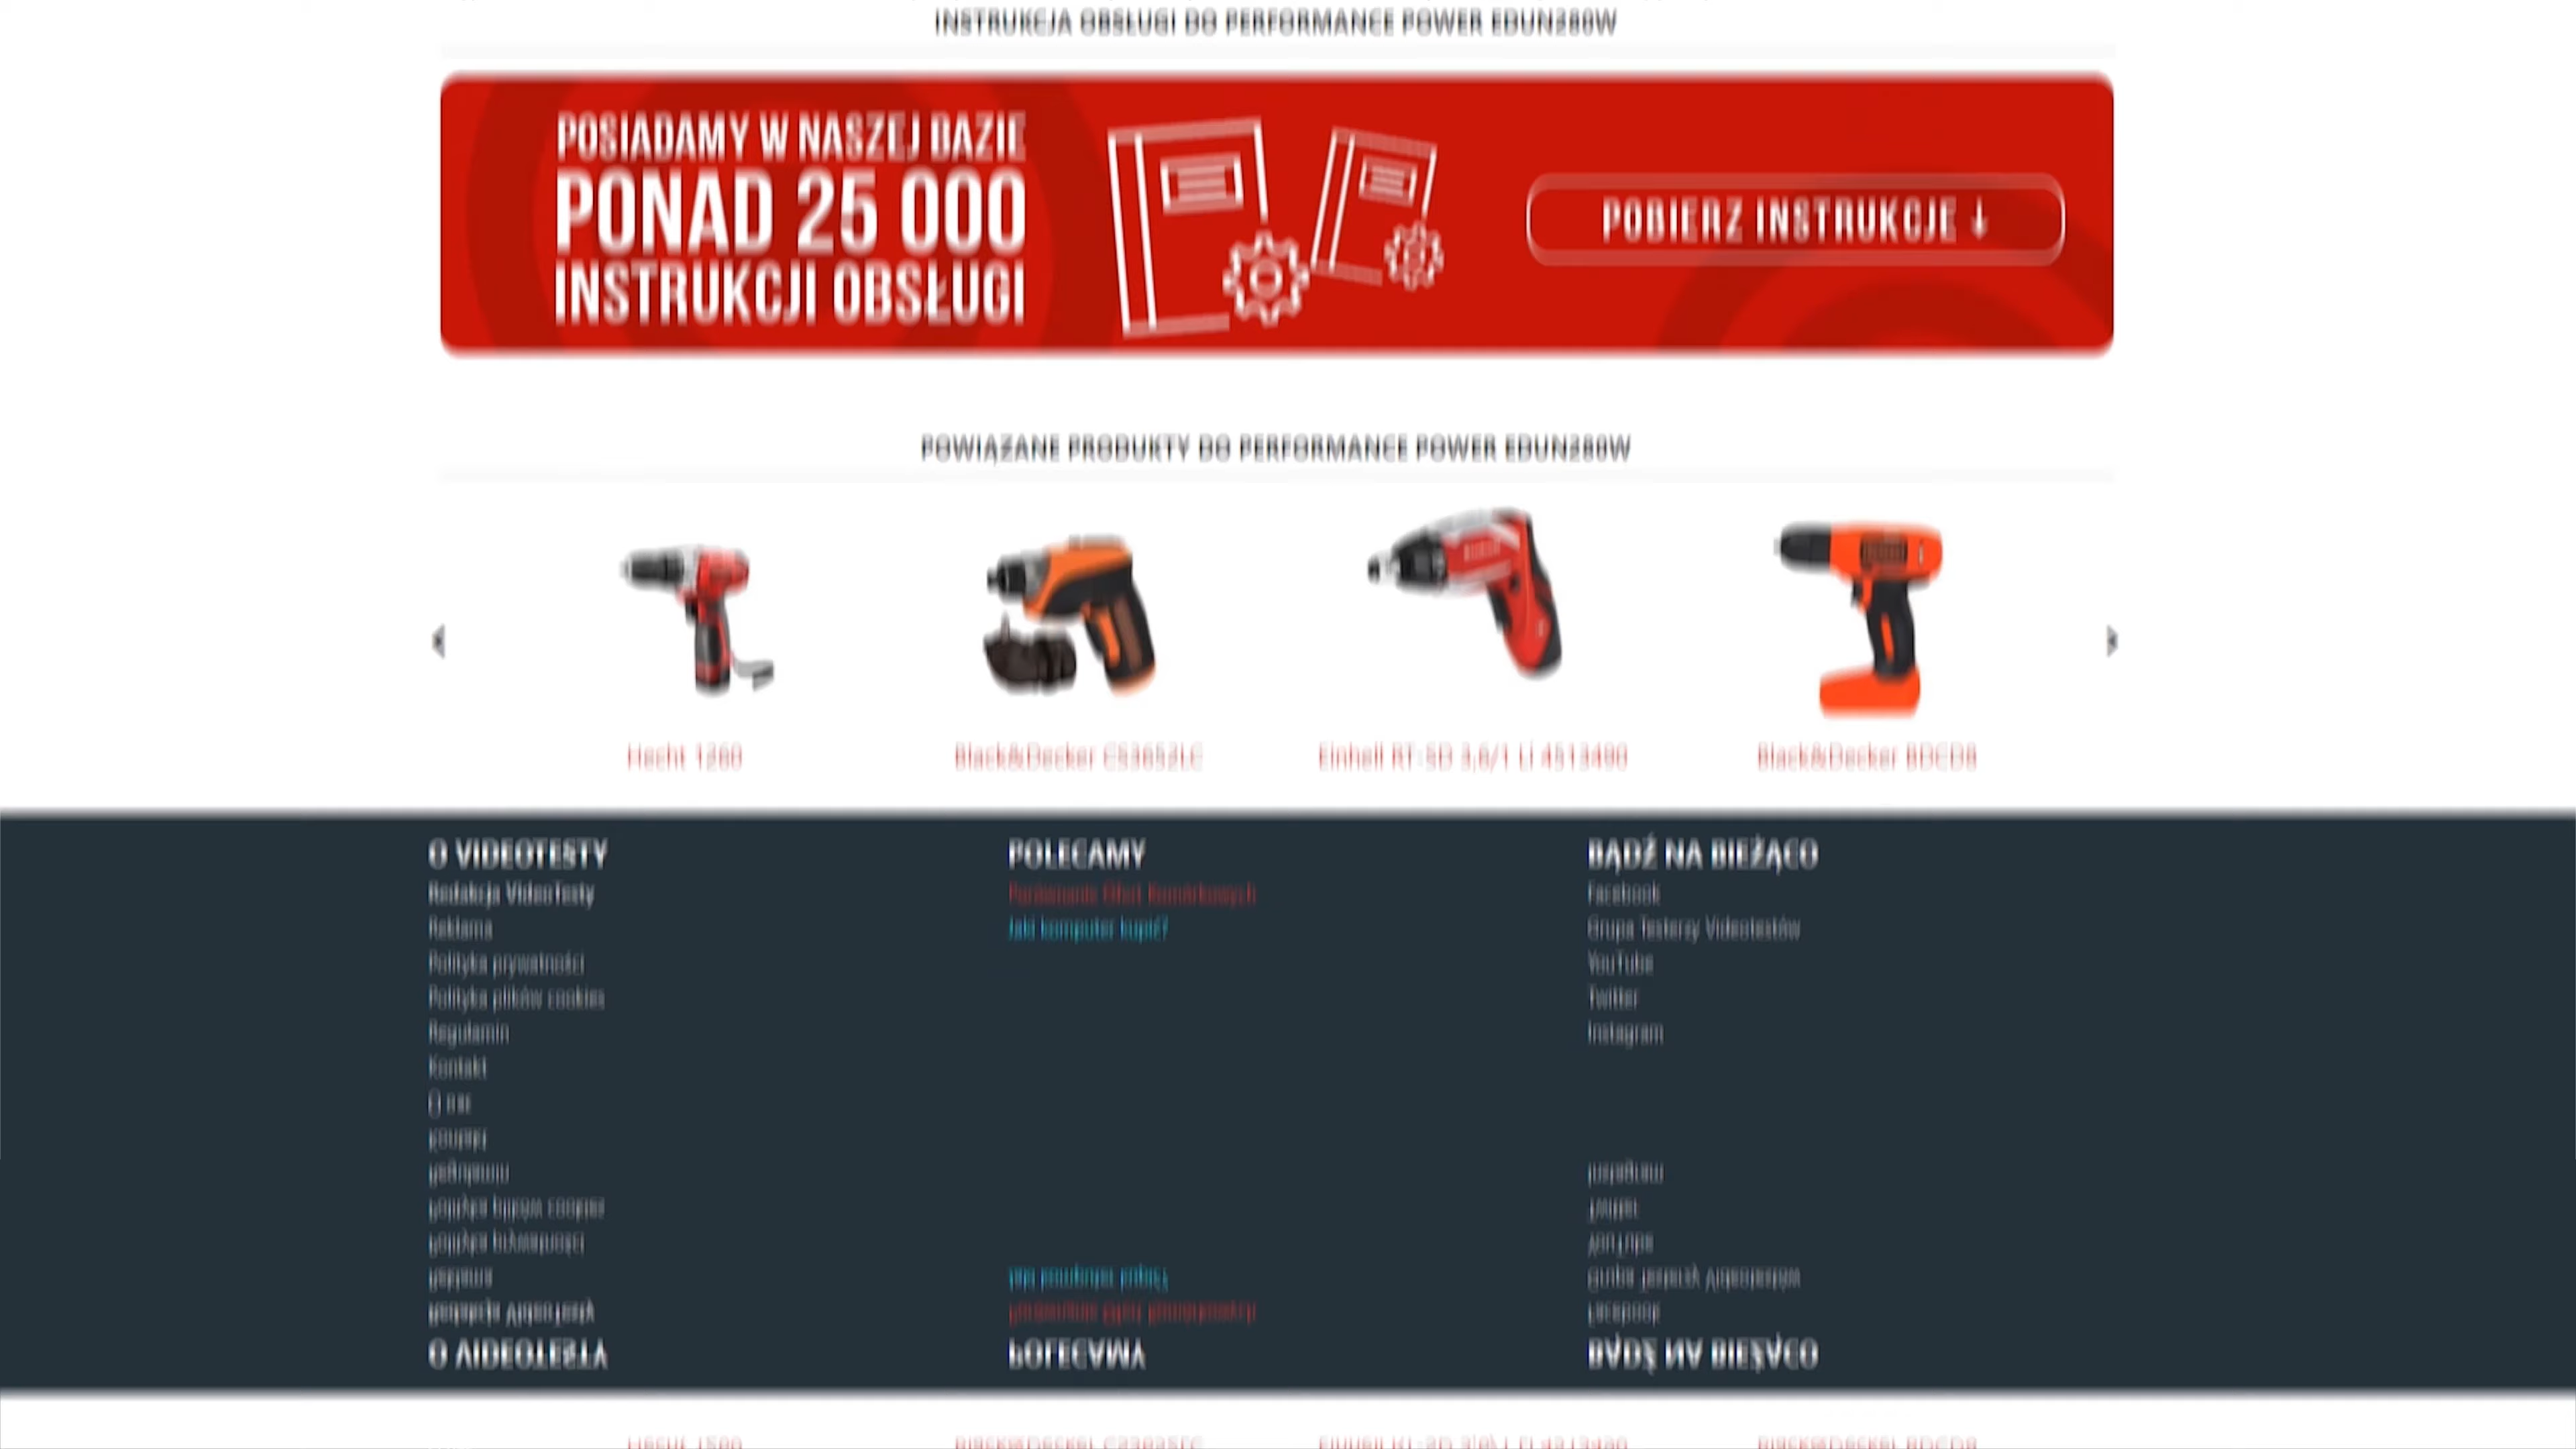 INSTRUKCJA OBSŁUGI DO PERFORMANCE POWER EDUN280W
POSIADAMY W NASZEJ BAZIE
PONAD 25 000
INSTRUKCJI OBSŁUGI
POBIERZ INSTRUKCJE ↓
POWIĄZANE PRODUKTY DO PERFORMANCE POWER EDUN280W
Hecht 1260
Black&Decker CS3652LC
Einhell RT-SD 3,6/1 Li 4513490
Black&Decker BDCD8
O VIDEOTESTY
Redakcja VideoTesty
Reklama
Polityka prywatności
Polityka plików cookies
Regulamin
Kontakt
POLECAMY
Jaki komputer kupić?
BĄDŹ NA BIEŻĄCO
Facebook
Grupa Testerzy Videotestów
YouTube
Twitter
Instagram